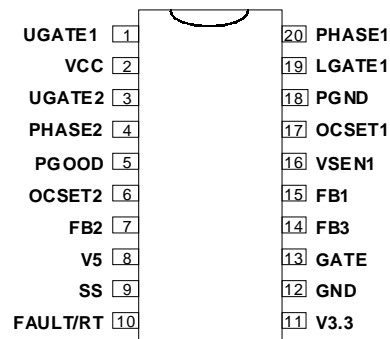 UGATE1 1 20 PHASE1
VCC 2 19 LGATE1
UGATE2 3 18 PGND
PHASE2 4 17 OCSET1
PGOOD 5 16 VSEN1
OCSET2 6 15 FB1
FB2 7 14 FB3
V5 8 13 GATE
SS 9 12 GND
FAULT/RT 10 11 V3.3